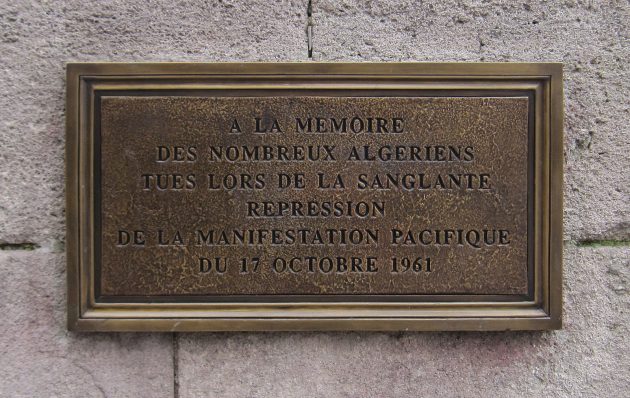 A LA MEMOIRE
DES NOMBREUX ALGERIENS
TUES LORS DE LA SANGLANTE
REPRESSION
DE LA MANIFESTATION PACIFIQUE
DU 17 OCTOBRE 1961